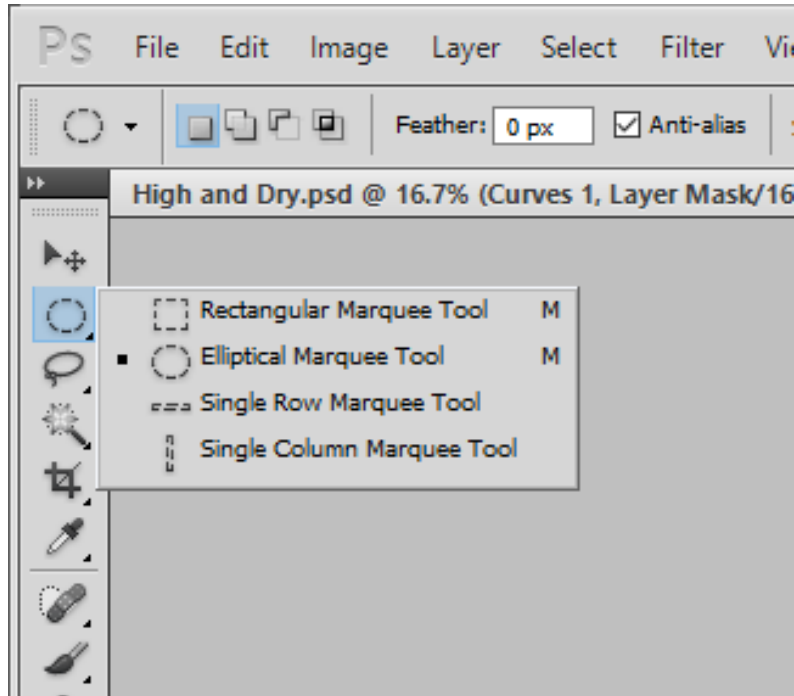 Ps File Edit Image Layer Select Filter
Feather: 0 px Anti-alias
High and Dry.psd @ 16.7% (Curves 1, Layer Mask/16
Rectangular Marquee Tool M
Elliptical Marquee Tool M
Single Row Marquee Tool
Single Column Marquee Tool